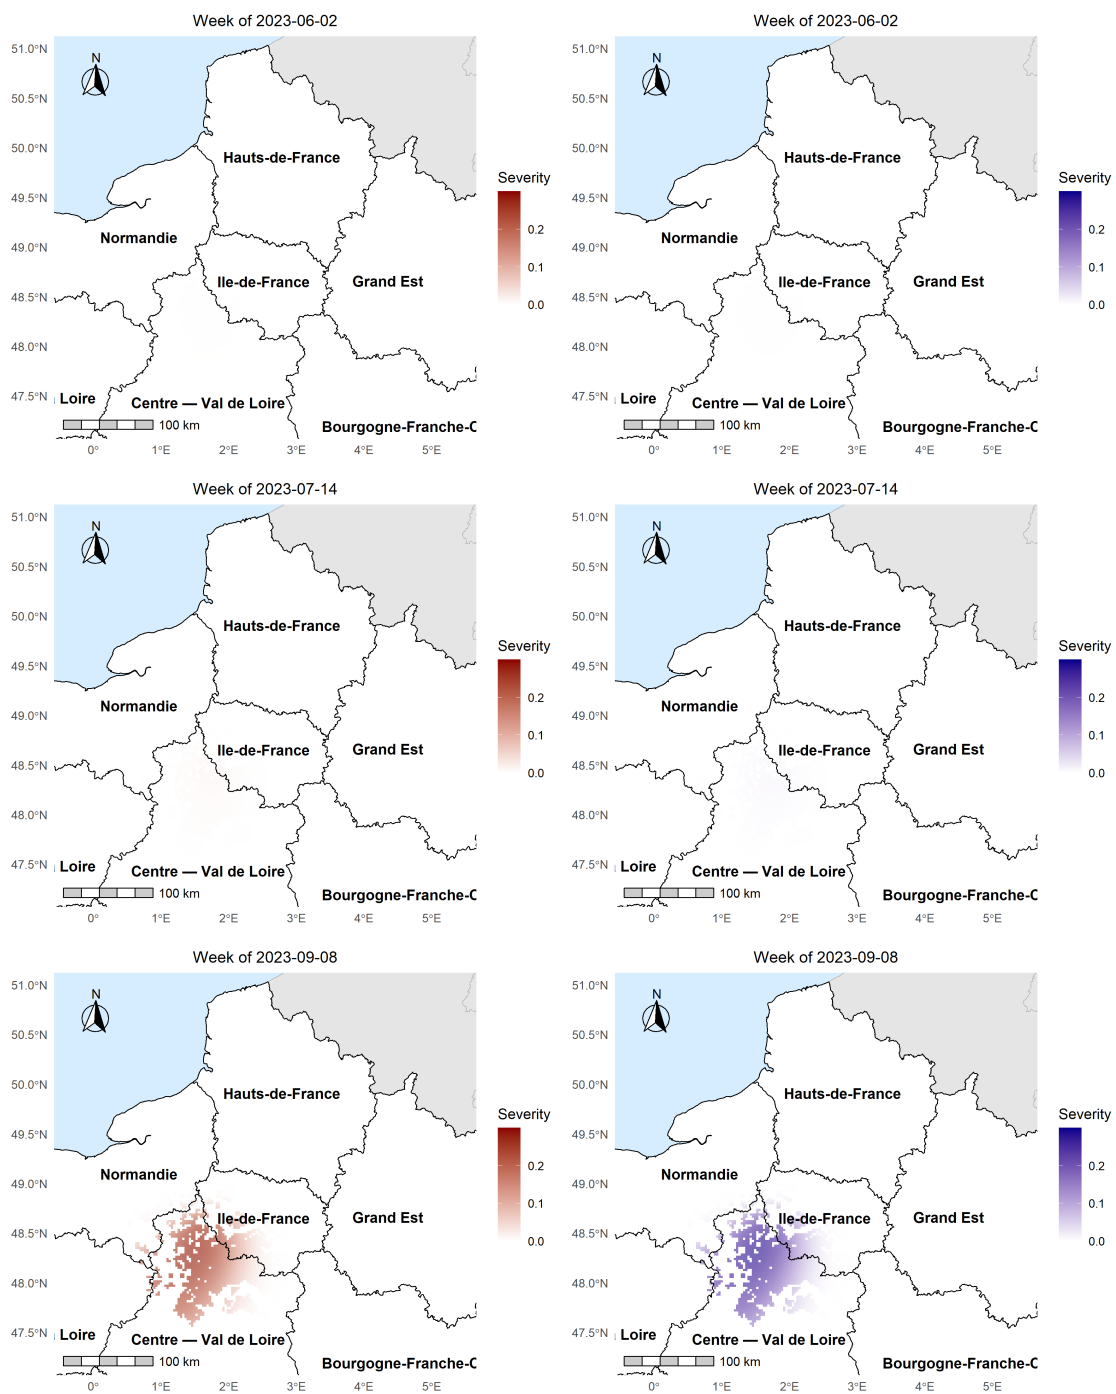 Week of 2023-06-02
51.0°N
50.5°N
50.0°N
49.5°N
49.0°N
48.5°N
48.0°N
47.5°N
N
Hauts-de-France
Normandie
Ile-de-France
Grand Est
Loire
Centre — Val de Loire
100 km
Bourgogne-Franche-C
0°
1°E
2°E
3°E
4°E
5°E
Severity
0.2
0.1
0.0
Week of 2023-06-02
51.0°N
50.5°N
50.0°N
49.5°N
49.0°N
48.5°N
48.0°N
47.5°N
N
Hauts-de-France
Normandie
Ile-de-France
Grand Est
Loire
Centre — Val de Loire
100 km
Bourgogne-Franche-C
0°
1°E
2°E
3°E
4°E
5°E
Severity
0.2
0.1
0.0
Week of 2023-07-14
51.0°N
50.5°N
50.0°N
49.5°N
49.0°N
48.5°N
48.0°N
47.5°N
N
Hauts-de-France
Normandie
Ile-de-France
Grand Est
Loire
Centre — Val de Loire
100 km
Bourgogne-Franche-C
0°
1°E
2°E
3°E
4°E
5°E
Severity
0.2
0.1
0.0
Week of 2023-07-14
51.0°N
50.5°N
50.0°N
49.5°N
49.0°N
48.5°N
48.0°N
47.5°N
N
Hauts-de-France
Normandie
Ile-de-France
Grand Est
Loire
Centre — Val de Loire
100 km
Bourgogne-Franche-C
0°
1°E
2°E
3°E
4°E
5°E
Severity
0.2
0.1
0.0
Week of 2023-09-08
51.0°N
50.5°N
50.0°N
49.5°N
49.0°N
48.5°N
48.0°N
47.5°N
N
Hauts-de-France
Normandie
Ile-de-France
Grand Est
Loire
Centre — Val de Loire
100 km
Bourgogne-Franche-C
0°
1°E
2°E
3°E
4°E
5°E
Severity
0.2
0.1
0.0
Week of 2023-09-08
51.0°N
50.5°N
50.0°N
49.5°N
49.0°N
48.5°N
48.0°N
47.5°N
N
Hauts-de-France
Normandie
Ile-de-France
Grand Est
Loire
Centre — Val de Loire
100 km
Bourgogne-Franche-C
0°
1°E
2°E
3°E
4°E
5°E
Severity
0.2
0.1
0.0